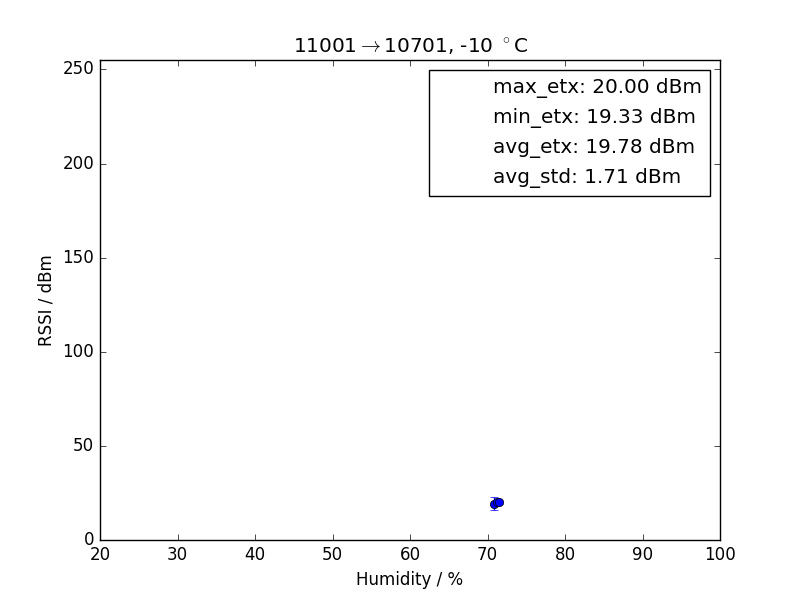 11001→10701, -10 °C
max_etx: 20.00 dBm
min_etx: 19.33 dBm
avg_etx: 19.78 dBm
avg_std: 1.71 dBm
RSSI / dBm
250
200
150
100
50
0
20 30 40 50 60 70 80 90 100
Humidity / %